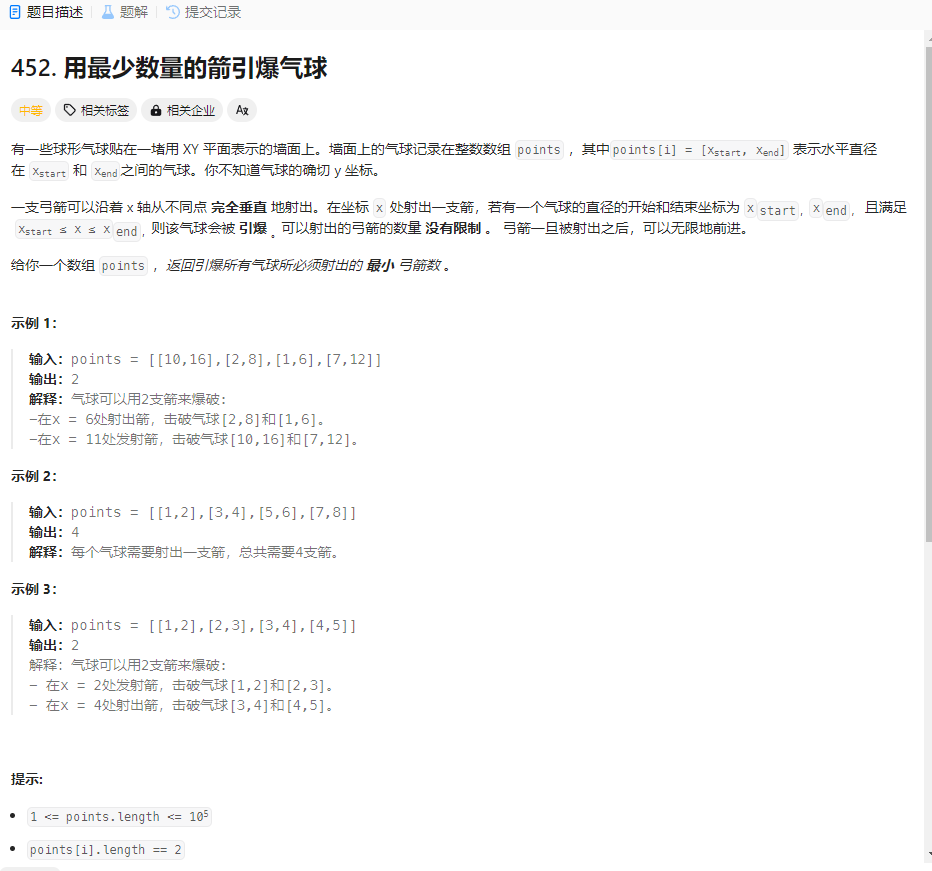 题目描述 题解 提交记录
452. 用最少数量的箭引爆气球
中等 相关标签 相关企业 Az
有一些球形气球贴在一堵用 XY 平面表示的墙面上。墙面上的气球记录在整数数组 points ，其中points[i] = [xstart, xend] 表示水平直径
在 xstart 和 xend之间的气球。你不知道气球的确切 y 坐标。
一支弓箭可以沿着 x 轴从不同点 完全垂直 地射出。在坐标 x 处射出一支箭，若有一个气球的直径的开始和结束坐标为 xstart，xend， 且满足
xstart ≤ x ≤ xend，则该气球会被 引爆 。可以射出的弓箭的数量 没有限制 。 弓箭一旦被射出之后，可以无限地前进。
给你一个数组 points ，返回引爆所有气球所必须射出的 最小 弓箭数 。
示例 1：
输入：points = [[10,16],[2,8],[1,6],[7,12]]
输出：2
解释：气球可以用2支箭来爆破:
-在x = 6处射出箭，击破气球[2,8]和[1,6]。
-在x = 11处发射箭，击破气球[10,16]和[7,12]。
示例 2：
输入：points = [[1,2],[3,4],[5,6],[7,8]]
输出：4
解释：每个气球需要射出一支箭，总共需要4支箭。
示例 3：
输入：points = [[1,2],[2,3],[3,4],[4,5]]
输出：2
解释：气球可以用2支箭来爆破:
- 在x = 2处发射箭，击破气球[1,2]和[2,3]。
- 在x = 4处射出箭，击破气球[3,4]和[4,5]。
提示:
• 1 <= points.length <= 10⁵
• points[i].length == 2